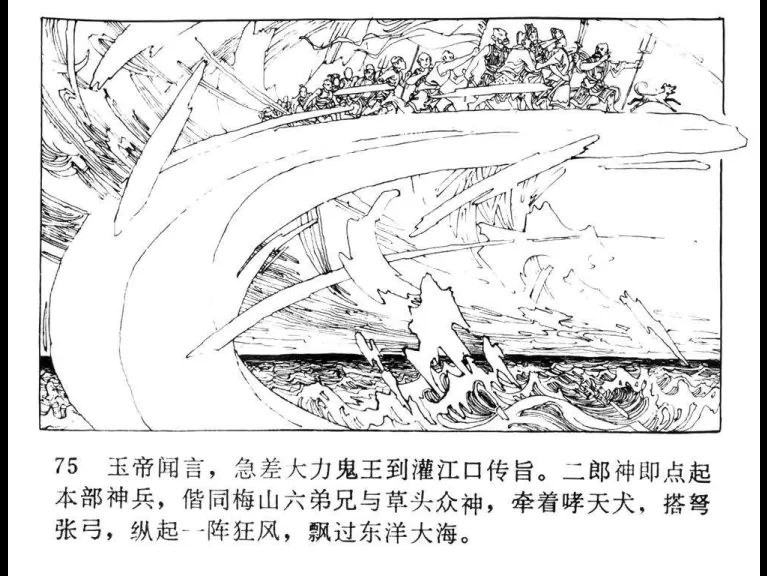 75 玉帝闻言，急差大力鬼王到灌江口传旨。二郎神即点起
本部神兵，偕同梅山六弟兄与草头众神，牵着哮天犬，搭弩
张弓，纵起一阵狂风，飘过东洋大海。